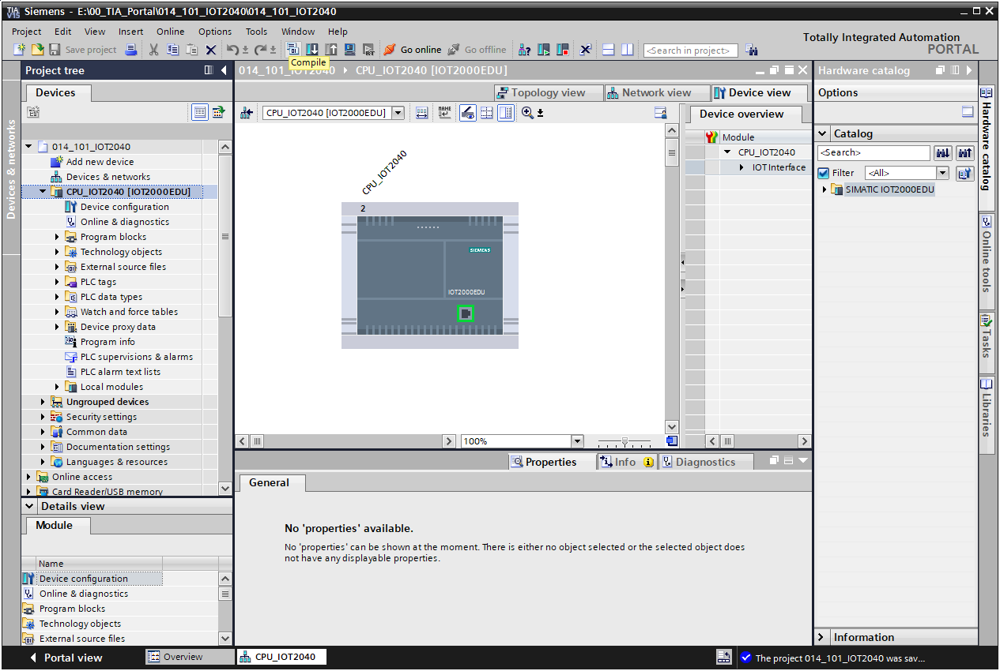 Siemens - E:\00_TIA_Portal\014_101_IOT2040\014_101_IOT2040
Project Edit View Insert Online Options Tools Window Help
Totally Integrated Automation
PORTAL
Save project
Go online
Go offline
<Search in project>
Compile
Project tree
014_101_IOT2040 CPU_IOT2040 [IOT2000EDU]
Hardware catalog
Devices
Topology view
Network view
Device view
Options
Devices & networks
CPU_IOT2040 [IOT2000EDU]
NAME
Device overview
Module
CPU_IOT2040
IOT Interface
Catalog
<Search>
Filter
<All>
SIMATIC IOT2000EDU
Hardware catalog
Online tools
Tasks
Libraries
014_101_IOT2040
Add new device
Devices & networks
CPU_IOT2040 [IOT2000EDU]
Device configuration
Online & diagnostics
Program blocks
Technology objects
External source files
PLC tags
PLC data types
Watch and force tables
Device proxy data
Program info
PLC supervisions & alarms
PLC alarm text lists
Local modules
Ungrouped devices
Security settings
Common data
Documentation settings
Languages & resources
Online access
Card Reader/USB memory
CPU_IOT2040
2
SIEMENS
IOT2000EDU
100%
Properties
Info
Diagnostics
General
No 'properties' available.
No 'properties' can be shown at the moment. There is either no object selected or the selected object does
not have any displayable properties.
Details view
Module
Name
Device configuration
Online & diagnostics
Program blocks
Technology objects
External source files
Information
Portal view
Overview
CPU_IOT2040
The project 014_101_IOT2040 was sav...